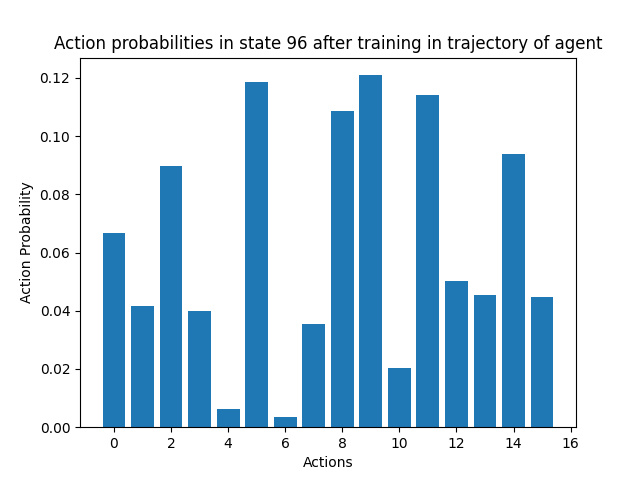 Action probabilities in state 96 after training in trajectory of agent
0.12
0.10
0.08
0.06
0.04
0.02
0.00
Action Probability
0 2 4 6 8 10 12 14 16
Actions